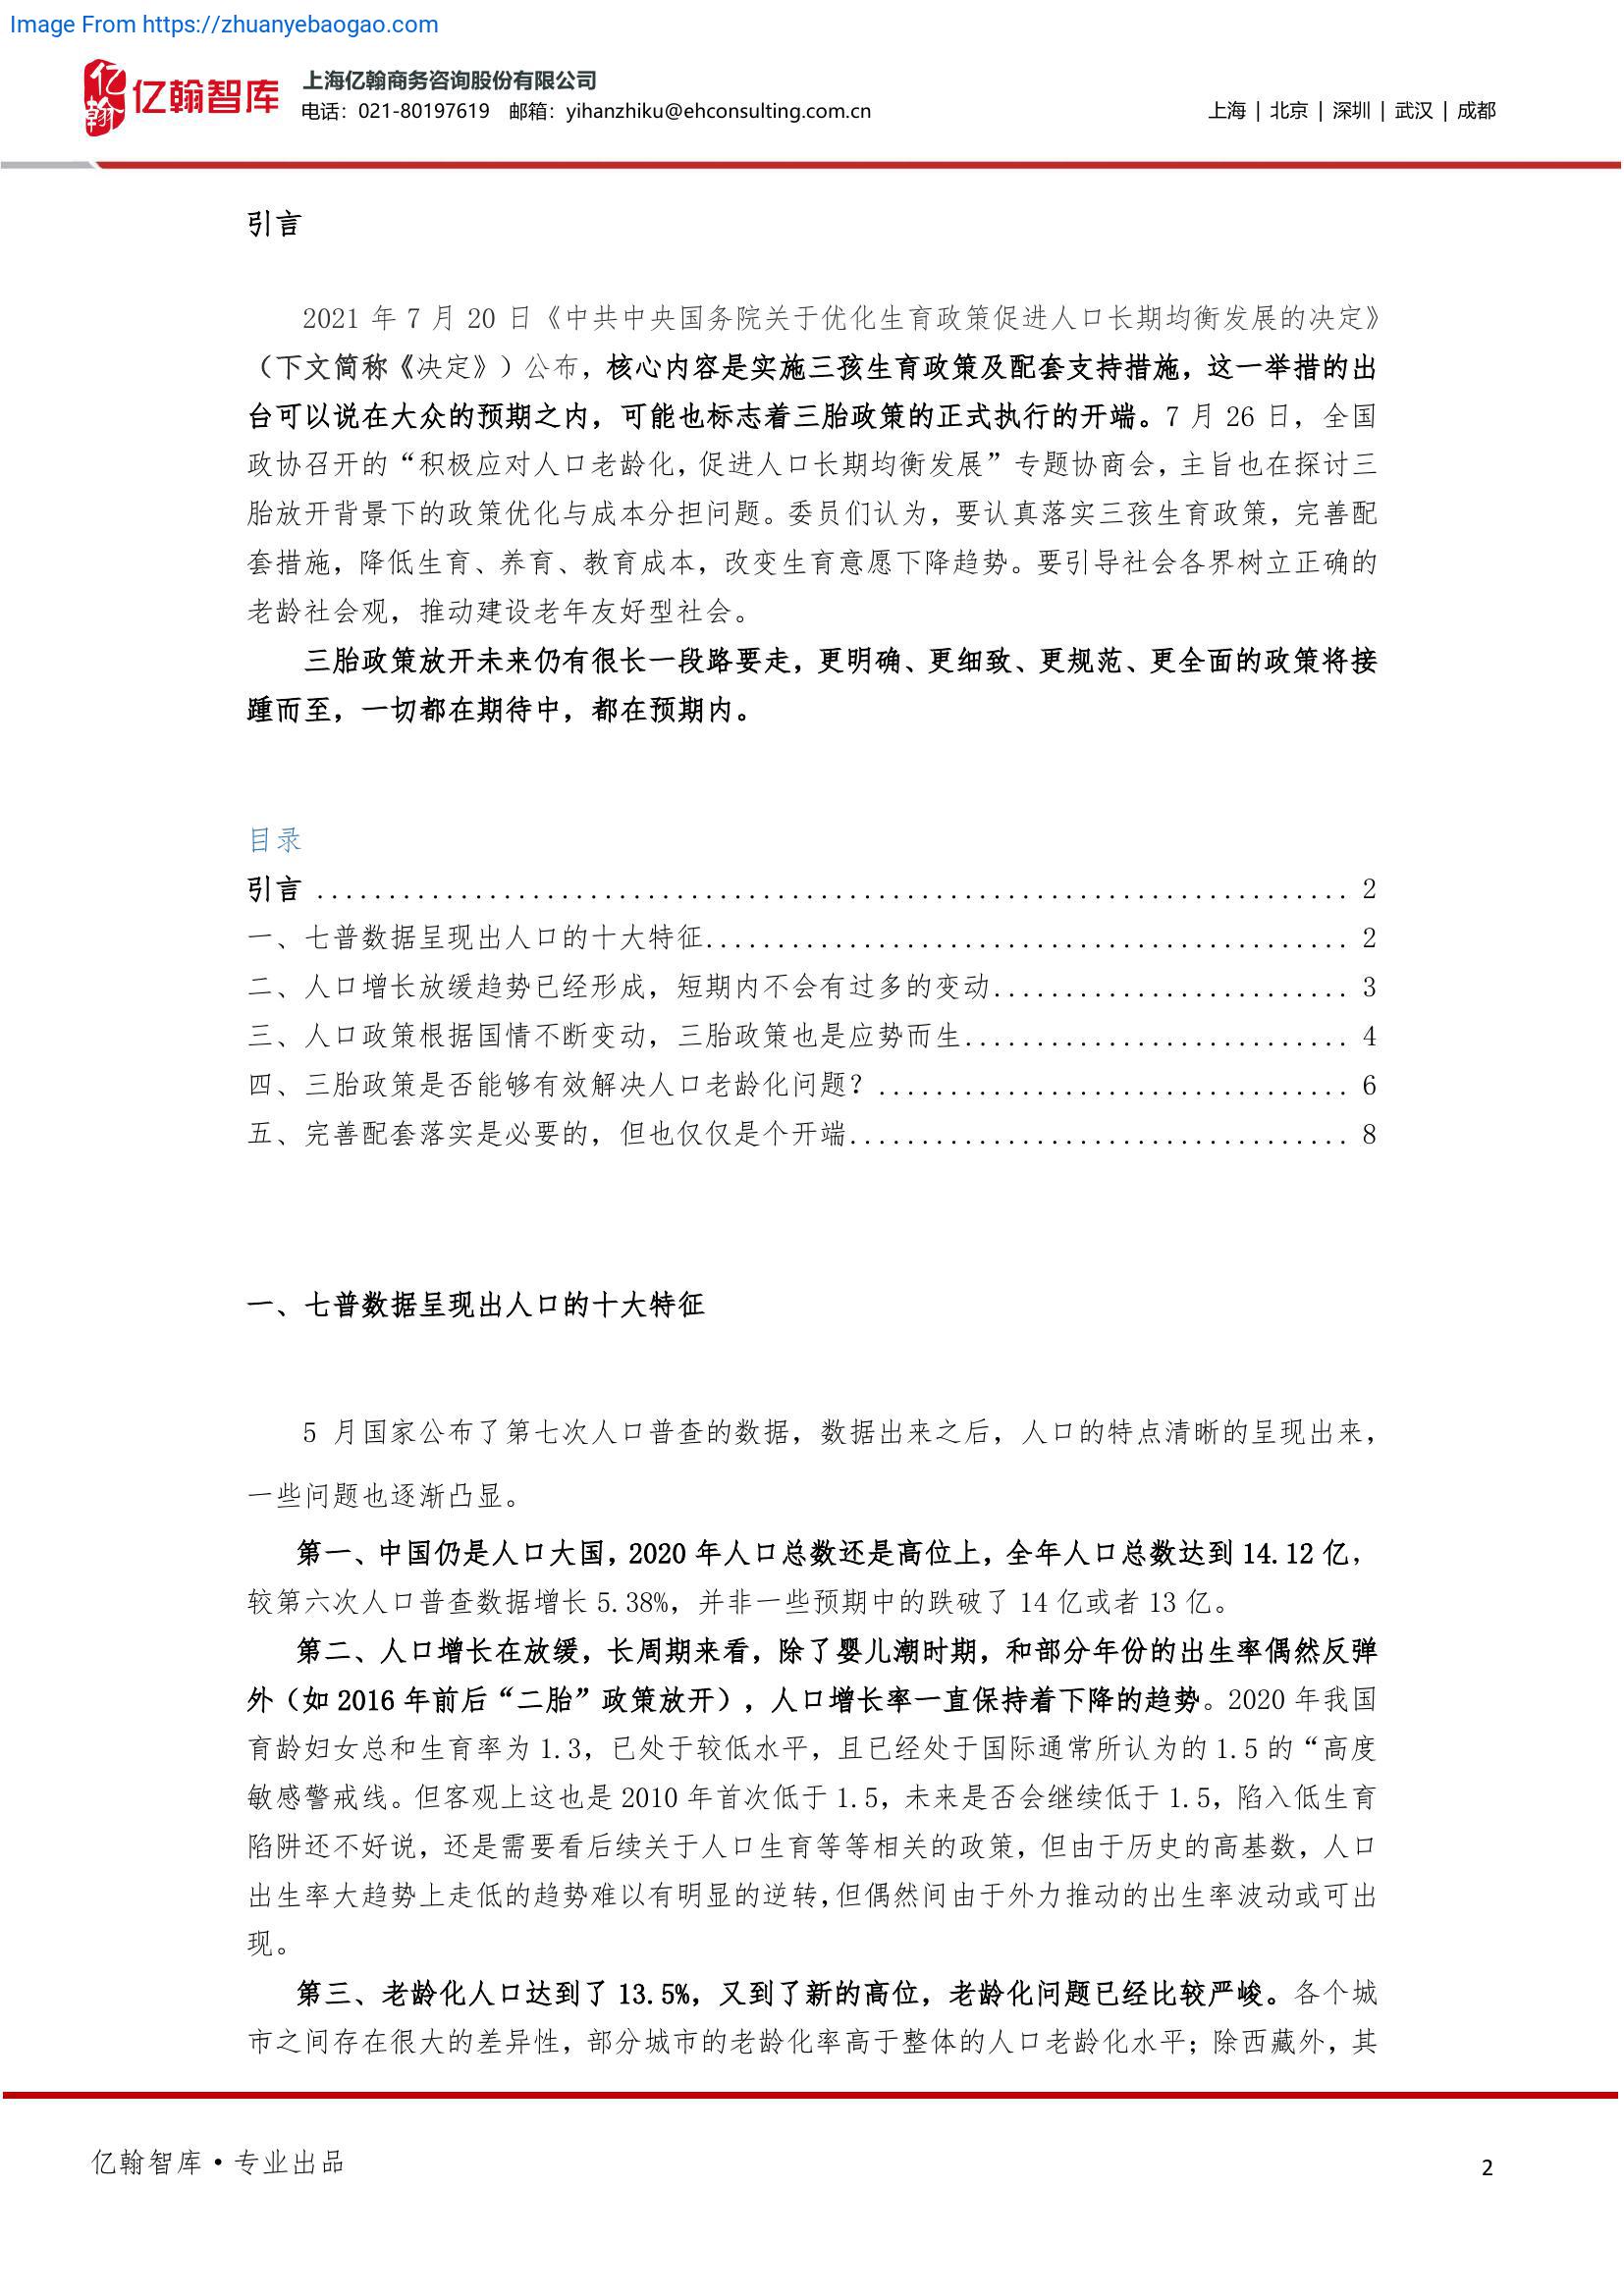 Image From https://zhuanyebaogao.com
亿翰
亿翰智库
上海亿翰商务咨询股份有限公司
电话：021-80197619 邮箱：yihanzhiku@ehconsulting.com.cn
上海 | 北京 | 深圳 | 武汉 | 成都
引言
2021 年 7 月 20 日《中共中央国务院关于优化生育政策促进人口长期均衡发展的决定》
（下文简称《决定》）公布，核心内容是实施三孩生育政策及配套支持措施，这一举措的出
台可以说在大众的预期之内，可能也标志着三胎政策的正式执行的开端。7 月 26 日，全国
政协召开的“积极应对人口老龄化，促进人口长期均衡发展”专题协商会，主旨也在探讨三
胎放开背景下的政策优化与成本分担问题。委员们认为，要认真落实三孩生育政策，完善配
套措施，降低生育、养育、教育成本，改变生育意愿下降趋势。要引导社会各界树立正确的
老龄社会观，推动建设老年友好型社会。
三胎政策放开未来仍有很长一段路要走，更明确、更细致、更规范、更全面的政策将接
踵而至，一切都在期待中，都在预期内。
目录
引言 ........................................................................ 2
一、七普数据呈现出人口的十大特征............................................. 2
二、人口增长放缓趋势已经形成，短期内不会有过多的变动......................... 3
三、人口政策根据国情不断变动，三胎政策也是应势而生........................... 4
四、三胎政策是否能够有效解决人口老龄化问题？................................. 6
五、完善配套落实是必要的，但也仅仅是个开端................................... 8
一、七普数据呈现出人口的十大特征
5 月国家公布了第七次人口普查的数据，数据出来之后，人口的特点清晰的呈现出来，
一些问题也逐渐凸显。
第一、中国仍是人口大国，2020 年人口总数还是高位上，全年人口总数达到 14.12 亿，
较第六次人口普查数据增长 5.38%，并非一些预期中的跌破了 14 亿或者 13 亿。
第二、人口增长在放缓，长周期来看，除了婴儿潮时期，和部分年份的出生率偶然反弹
外（如 2016 年前后“二胎”政策放开），人口增长率一直保持着下降的趋势。2020 年我国
育龄妇女总和生育率为 1.3，已处于较低水平，且已经处于国际通常所认为的 1.5 的“高度
敏感警戒线。但客观上这也是 2010 年首次低于 1.5，未来是否会继续低于 1.5，陷入低生育
陷阱还不好说，还是需要看后续关于人口生育等等相关的政策，但由于历史的高基数，人口
出生率大趋势上走低的趋势难以有明显的逆转，但偶然间由于外力推动的出生率波动或可出
现。
第三、老龄化人口达到了 13.5%，又到了新的高位，老龄化问题已经比较严峻。各个城
市之间存在很大的差异性，部分城市的老龄化率高于整体的人口老龄化水平；除西藏外，其
亿翰智库·专业出品
2